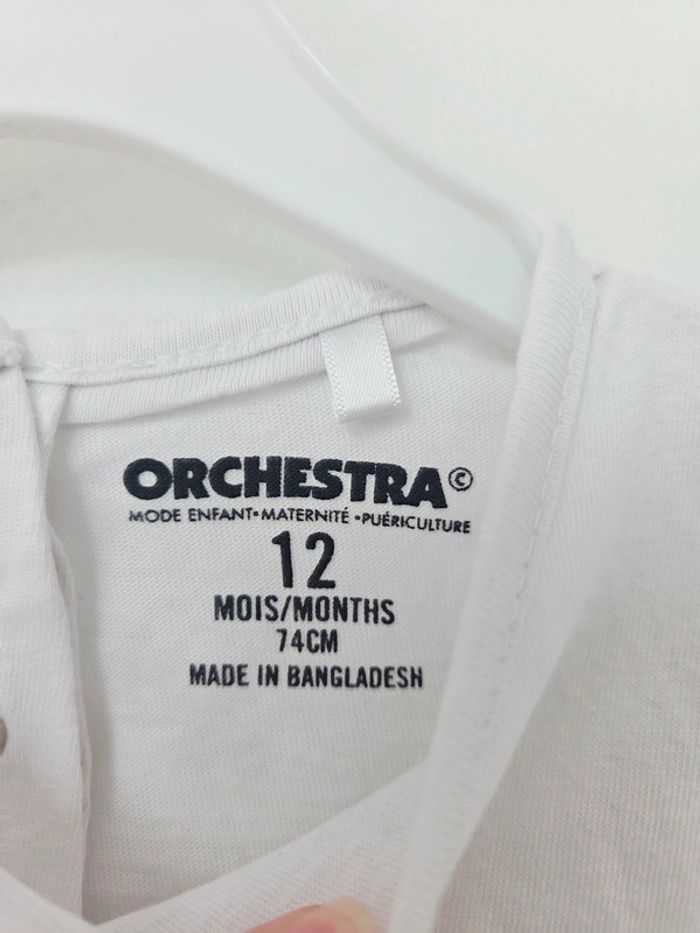 ORCHESTRA©
MODE ENFANT•MATERNITÉ •PUÉRICULTURE
12
MOIS/MONTHS
74CM
MADE IN BANGLADESH